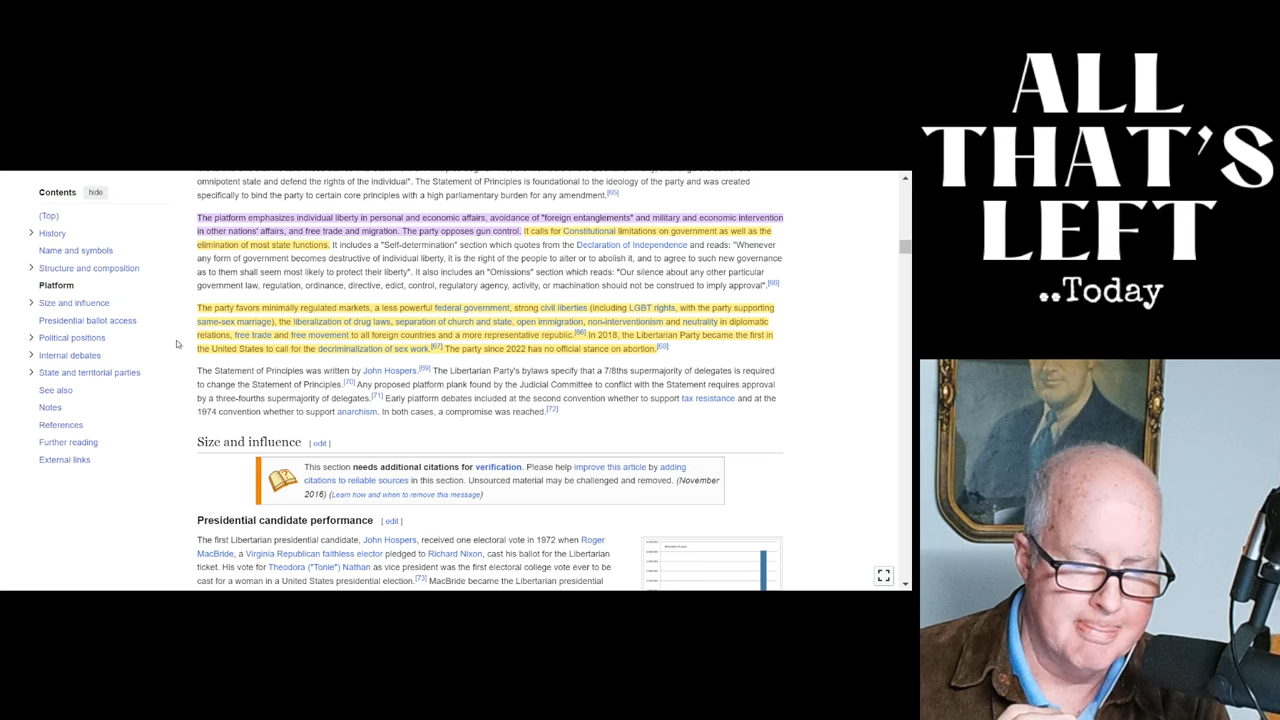 Contents hide
(Top)
History
Name and symbols
Structure and composition
Platform
Size and influence
Presidential ballot access
Political positions
Internal debates
State and territorial parties
See also
Notes
References
Further reading
External links
omnipotent state and defend the rights of the individual". The Statement of Principles is foundational to the ideology of the party and was created
specifically to bind the party to certain core principles with a high parliamentary burden for any amendment.[65]
The platform emphasizes individual liberty in personal and economic affairs, avoidance of "foreign entanglements" and military and economic intervention
in other nations' affairs, and free trade and migration. The party opposes gun control. It calls for Constitutional limitations on government as well as the
elimination of most state functions. It includes a "Self-determination" section which quotes from the Declaration of Independence and reads: "Whenever
any form of government becomes destructive of individual liberty, it is the right of the people to alter or to abolish it, and to agree to such new governance
as to them shall seem most likely to protect their liberty". It also includes an "Omissions" section which reads: "Our silence about any other particular
government law, regulation, ordinance, directive, edict, control, regulatory agency, activity, or machination should not be construed to imply approval".[66]
The party favors minimally regulated markets, a less powerful federal government, strong civil liberties (including LGBT rights, with the party supporting
same-sex marriage), the liberalization of drug laws, separation of church and state, open immigration, non-interventionism and neutrality in diplomatic
relations, free trade and free movement to all foreign countries and a more representative republic.[66] In 2018, the Libertarian Party became the first in
the United States to call for the decriminalization of sex work.[67] The party since 2022 has no official stance on abortion.[68]
The Statement of Principles was written by John Hospers.[69] The Libertarian Party's bylaws specify that a 7/8ths supermajority of delegates is required
to change the Statement of Principles.[70] Any proposed platform plank found by the Judicial Committee to conflict with the Statement requires approval
by a three-fourths supermajority of delegates.[71] Early platform debates included at the second convention whether to support tax resistance and at the
1974 convention whether to support anarchism. In both cases, a compromise was reached.[72]
Size and influence [ edit ]
This section needs additional citations for verification. Please help improve this article by adding
citations to reliable sources in this section. Unsourced material may be challenged and removed. (November
2016) (Learn how and when to remove this message)
Presidential candidate performance [ edit ]
The first Libertarian presidential candidate, John Hospers, received one electoral vote in 1972 when Roger
MacBride, a Virginia Republican faithless elector pledged to Richard Nixon, cast his ballot for the Libertarian
ticket. His vote for Theodora ("Tonie") Nathan as vice president was the first electoral college vote ever to be
cast for a woman in a United States presidential election.[73] MacBride became the Libertarian presidential
ALL
THAT'S
LEFT
..Today